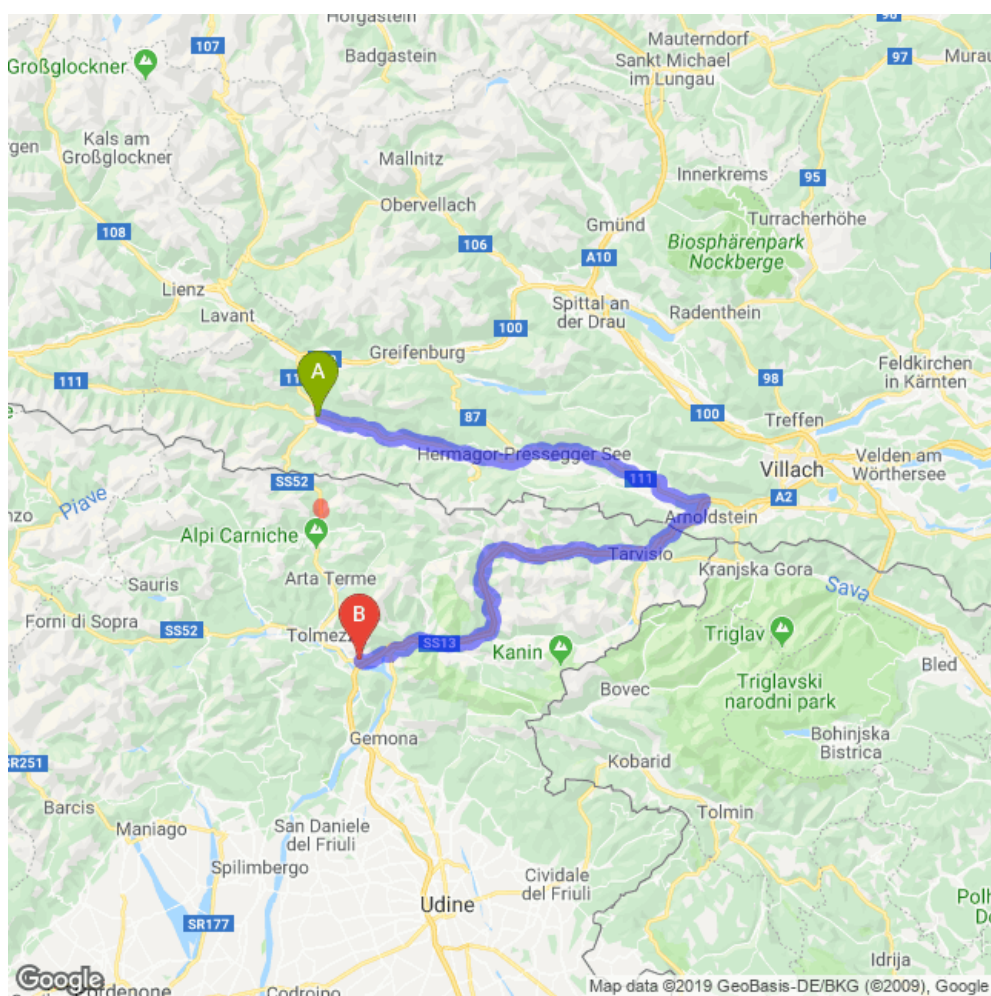 Hofgastein
107
96
Mauterndorf
Großglockner
Badgastein
Sankt Michael
im Lungau
97
Murau
Kals am
Großglockner
Mallnitz
Innerkrems
95
Obervellach
Gmünd
Turracherhöhe
108
106
Biosphärenpark
Nockberge
A10
Lienz
Spittal an
der Drau
Radenthein
Lavant
100
Greifenburg
Feldkirchen
in Kärnten
111
A
98
87
100
Treffen
Hermagor-Pressegger See
Villach
Velden am
Wörthersee
SS52
111
A2
Piave
Arnoldstein
Alpi Carniche
Tarvisio
Kranjska Gora
Arta Terme
Sauris
Sava
B
Forni di Sopra
SS52
Tolmezz
SS13
Kanin
Triglav
Bled
Bovec
Triglavski
narodni park
Gemona
Bohinjska
Bistrica
SR251
Kobarid
Barcis
Tolmin
Maniago
San Daniele
del Friuli
Spilimbergo
Cividale
del Friuli
Udine
SR177
Idrija
Google
Pordenone
Codroipo
Map data ©2019 GeoBasis-DE/BKG (©2009), Google